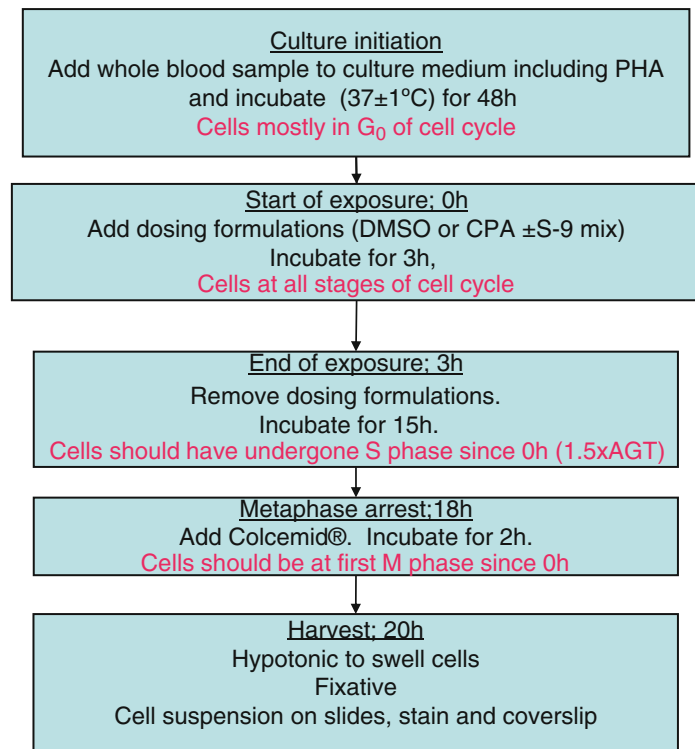 Culture initiation
Add whole blood sample to culture medium including PHA
and incubate (37±1ºC) for 48h
Cells mostly in G₀ of cell cycle
Start of exposure; 0h
Add dosing formulations (DMSO or CPA ±S-9 mix)
Incubate for 3h,
Cells at all stages of cell cycle
End of exposure; 3h
Remove dosing formulations.
Incubate for 15h.
Cells should have undergone S phase since 0h (1.5xAGT)
Metaphase arrest;18h
Add Colcemid®. Incubate for 2h.
Cells should be at first M phase since 0h
Harvest; 20h
Hypotonic to swell cells
Fixative
Cell suspension on slides, stain and coverslip